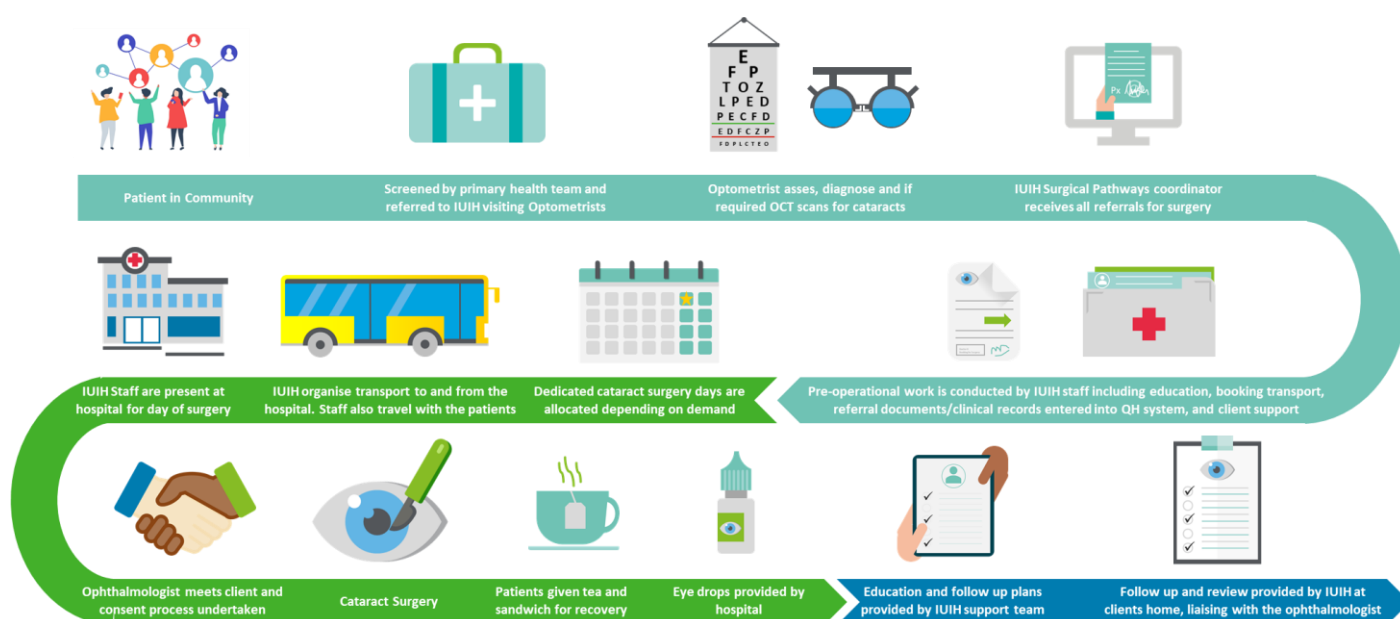 E
F P
T O Z
L P E D
P E C F D
E D F C Z P
F D P L C T E O
Px
Patient in Community
Screened by primary health team and
referred to IUIH visiting Optometrists
Optometrist asses, diagnose and if
required OCT scans for cataracts
IUIH Surgical Pathways coordinator
receives all referrals for surgery
Pre-operational work is conducted by IUIH staff including education, booking transport,
referral documents/clinical records entered into QH system, and client support
Dedicated cataract surgery days are
allocated depending on demand
IUIH organise transport to and from the
hospital. Staff also travel with the patients
IUIH Staff are present at
hospital for day of surgery
Ophthalmologist meets client and
consent process undertaken
Cataract Surgery
Patients given tea and
sandwich for recovery
Eye drops provided by
hospital
Education and follow up plans
provided by IUIH support team
Follow up and review provided by IUIH at
clients home, liaising with the ophthalmologist